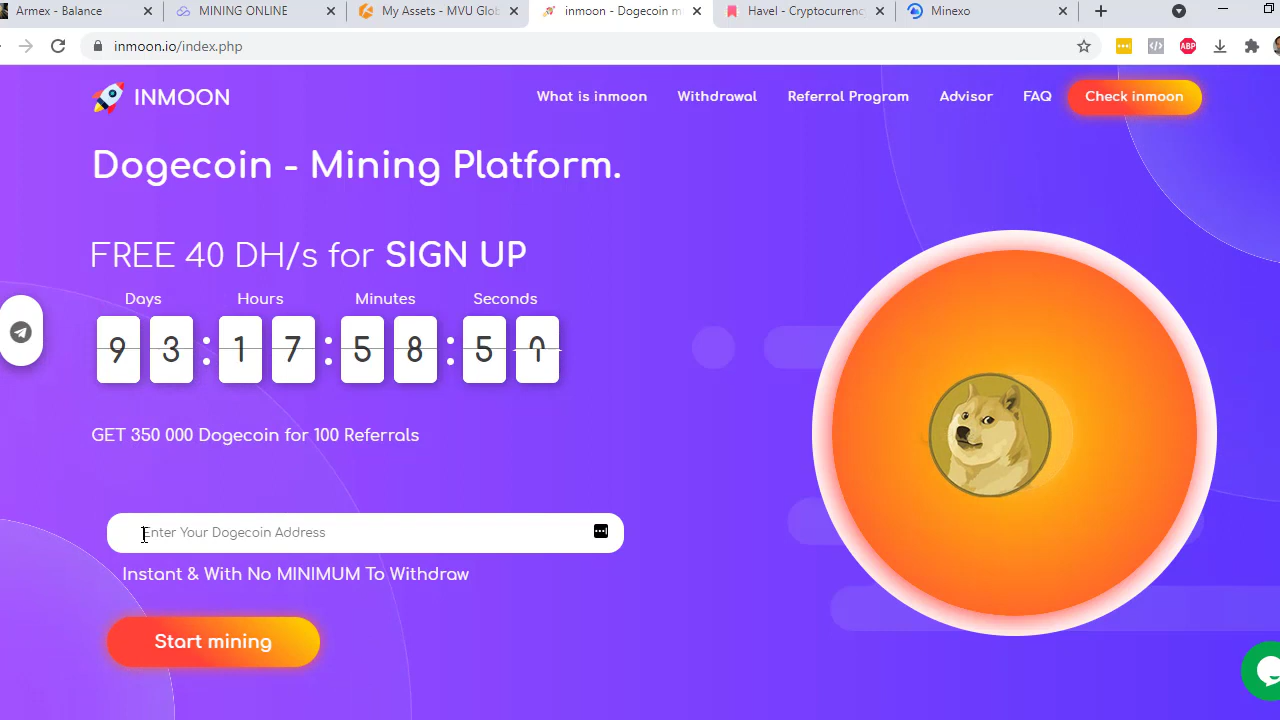 Armex - Balance
MINING ONLINE
My Assets - MVU Glob
inmoon - Dogecoin m
Havel - Cryptocurrenc
Minexo
inmoon.io/index.php
ABP
INMOON
What is inmoon
Withdrawal
Referral Program
Advisor
FAQ
Check inmoon
Dogecoin - Mining Platform.
FREE 40 DH/s for SIGN UP
Days Hours Minutes Seconds
9 3 : 1 7 : 5 8 : 5
GET 350 000 Dogecoin for 100 Referrals
Enter Your Dogecoin Address
Instant & With No MINIMUM To Withdraw
Start mining